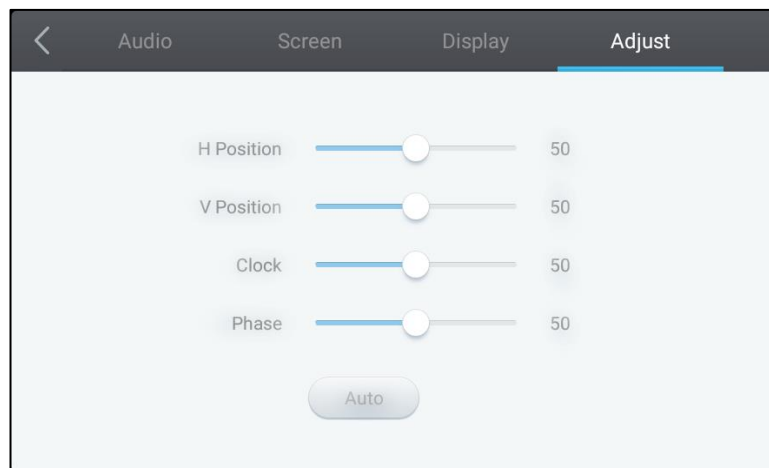 Audio Screen Display Adjust
H Position 50
V Position 50
Clock 50
Phase 50
Auto